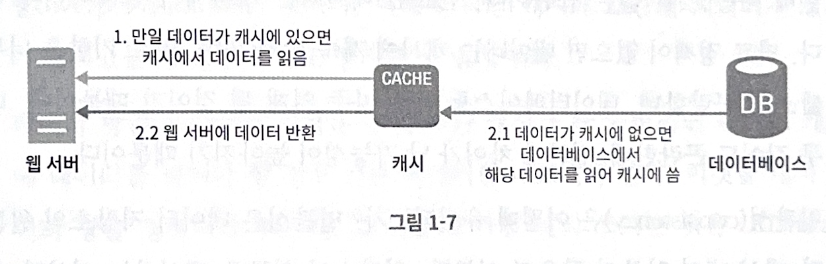 1. 만일 데이터가 캐시에 있으면
캐시에서 데이터를 읽음
CACHE
DB
2.2 웹 서버에 데이터 반환
2.1 데이터가 캐시에 없으면
데이터베이스에서
해당 데이터를 읽어 캐시에 씀
웹 서버
캐시
데이터베이스
그림 1-7